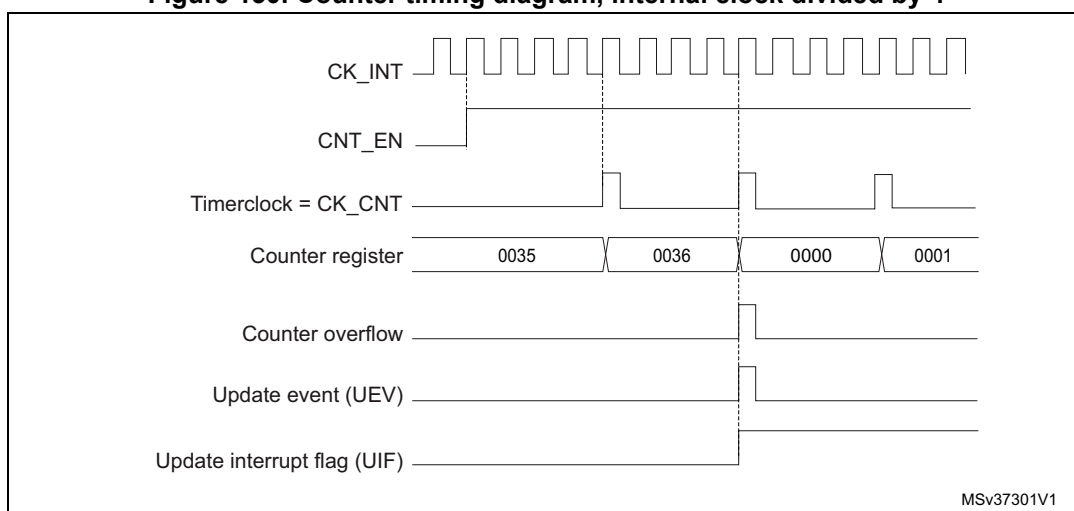 CK_INT
CNT_EN
Timerclock = CK_CNT
Counter register
0035 0036 0000 0001
Counter overflow
Update event (UEV)
Update interrupt flag (UIF)
MSv37301V1